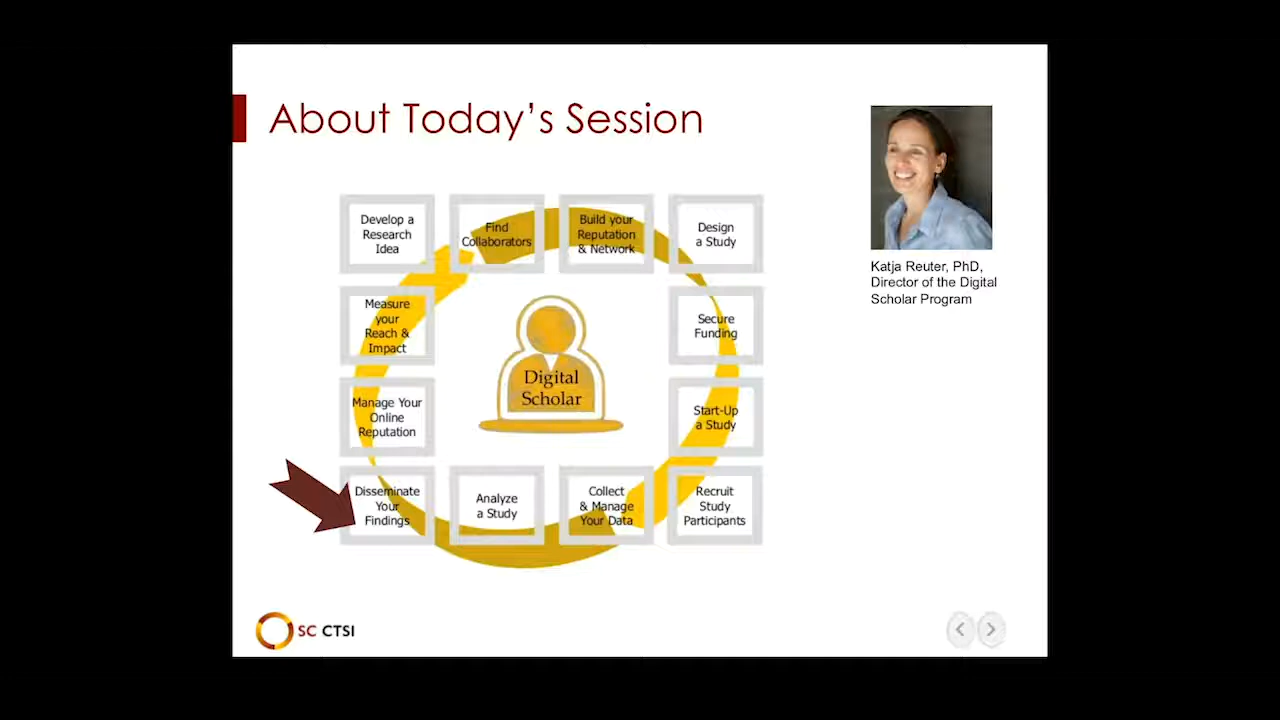 About Today's Session
Develop a
Research
Idea
Find
Collaborators
Build your
Reputation
& Network
Design
a Study
Measure
your
Reach &
Impact
Secure
Funding
Digital
Scholar
Manage Your
Online
Reputation
Start-Up
a Study
Disseminate
Your
Findings
Analyze
a Study
Collect
& Manage
Your Data
Recruit
Study
Participants
Katja Reuter, PhD,
Director of the Digital
Scholar Program
SC CTSI